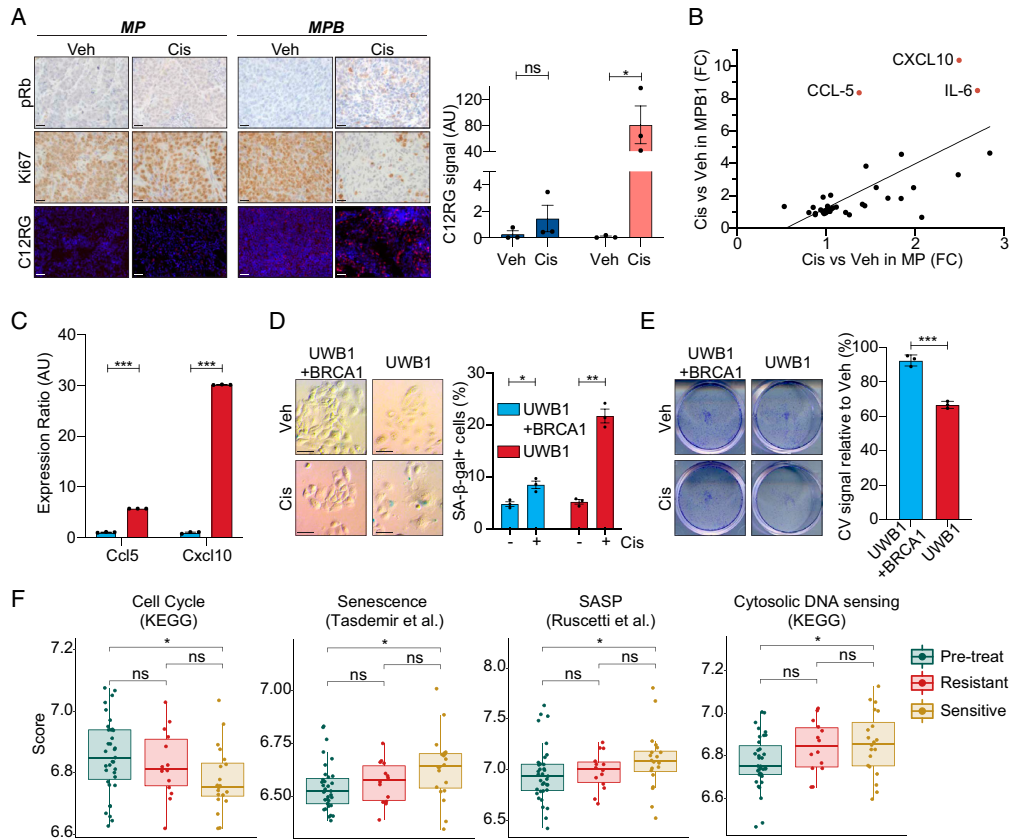 A
MP
MPB
Veh
Cis
Veh
Cis
pRb
Ki67
C12RG
C12RG signal (AU)
140
120
80
40
6
4
2
0
ns
*
Veh Cis
Veh Cis
B
Cis vs Veh in MPB1 (FC)
10
8
6
4
2
0
CXCL10
CCL-5
IL-6
0
1
2
3
Cis vs Veh in MP (FC)
C
Expression Ratio (AU)
40
30
20
10
0
***
***
Ccl5
Cxcl10
D
UWB1
+BRCA1
UWB1
Veh
Cis
SA-β-gal+ cells (%)
30
20
10
0
*
**
UWB1
+BRCA1
UWB1
-
+
-
+
Cis
E
UWB1
+BRCA1
UWB1
Veh
Cis
CV signal relative to Veh (%)
100
80
60
40
20
0
***
UWB1
+BRCA1
UWB1
F
Cell Cycle
(KEGG)
Score
7.2
7.0
6.8
6.6
*
ns
ns
Senescence
(Tasdemir et al.)
7.00
6.75
6.50
*
ns
ns
SASP
(Ruscetti et al.)
8.0
7.5
7.0
6.5
*
ns
ns
Cytosolic DNA sensing
(KEGG)
7.2
7.0
6.8
6.6
*
ns
ns
Pre-treat
Resistant
Sensitive